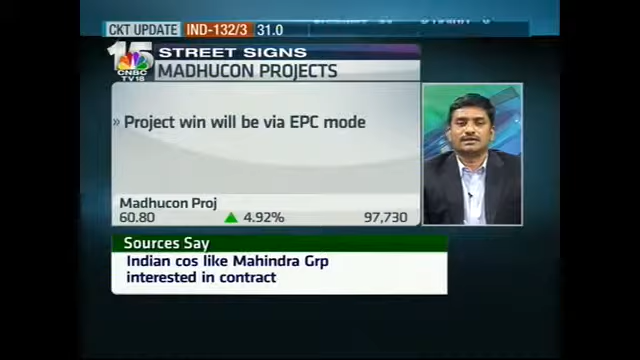 CKT UPDATE IND-132/3 31.0
15
STREET SIGNS
CNBC
TV18
MADHUCON PROJECTS
» Project win will be via EPC mode
Madhucon Proj
60.80 ▲ 4.92% 97,730
Sources Say
Indian cos like Mahindra Grp
interested in contract